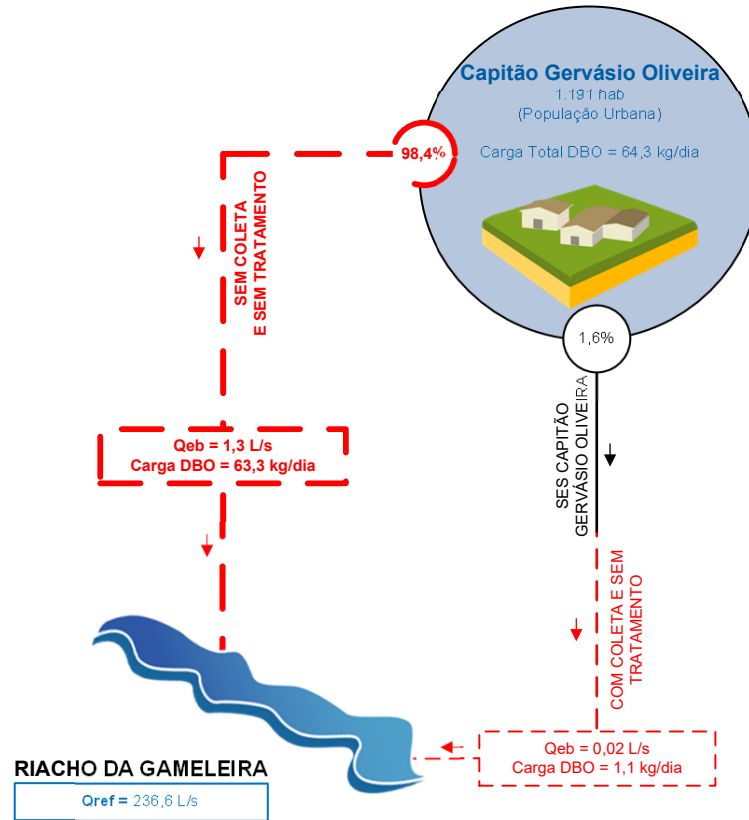 Capitão Gervásio Oliveira
1.191 hab
(População Urbana)
Carga Total DBO = 64,3 kg/dia
98,4%
SEM COLETA
E SEM TRATAMENTO
1,6%
SES CAPITÃO
GERVÁSIO OLIVEIRA
Qeb = 1,3 L/s
Carga DBO = 63,3 kg/dia
COM COLETA E SEM
TRATAMENTO
Qeb = 0,02 L/s
Carga DBO = 1,1 kg/dia
RIACHO DA GAMELEIRA
Qref = 236,6 L/s